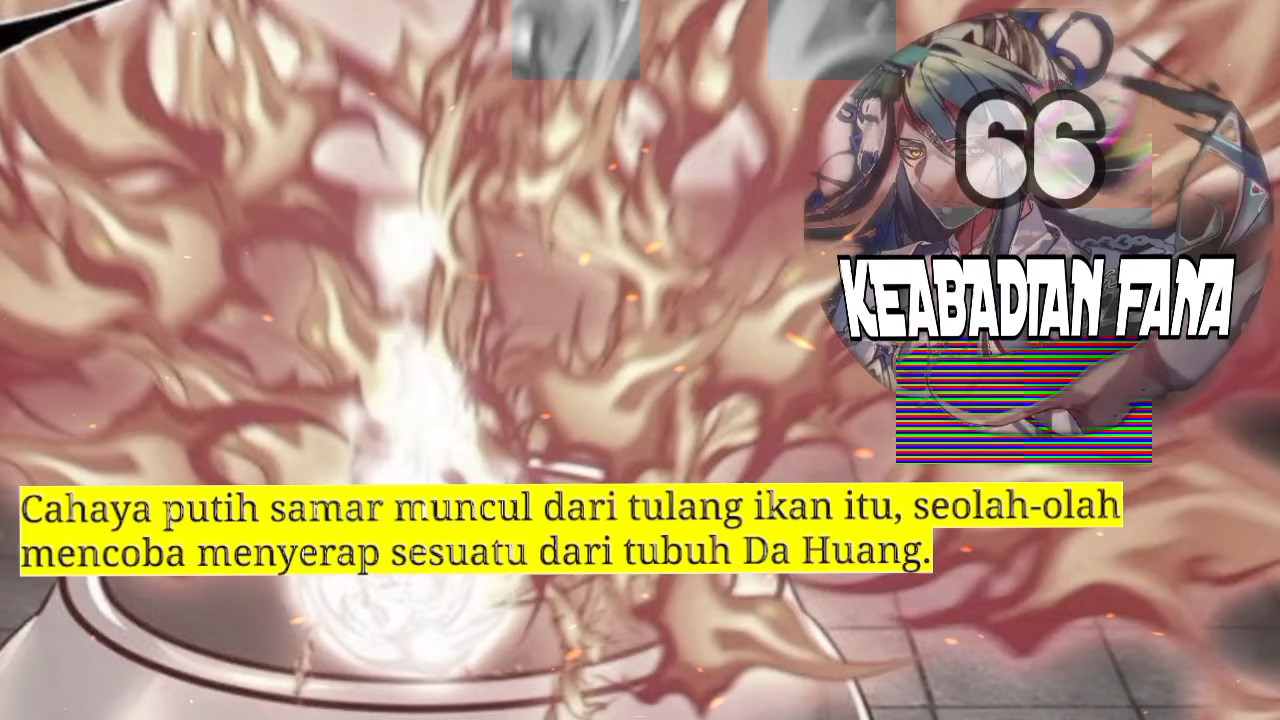 66
KEABADIAN FANA
Cahaya putih samar muncul dari tulang ikan itu, seolah-olah
mencoba menyerap sesuatu dari tubuh Da Huang.